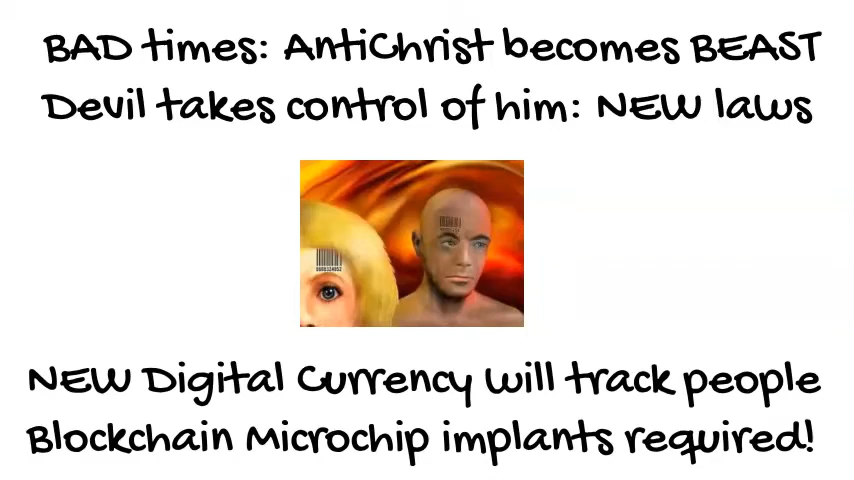 BAD times: AntiChrist becomes BEAST
Devil takes control of him: NEW laws
NEW Digital Currency will track people
Blockchain Microchip implants required!